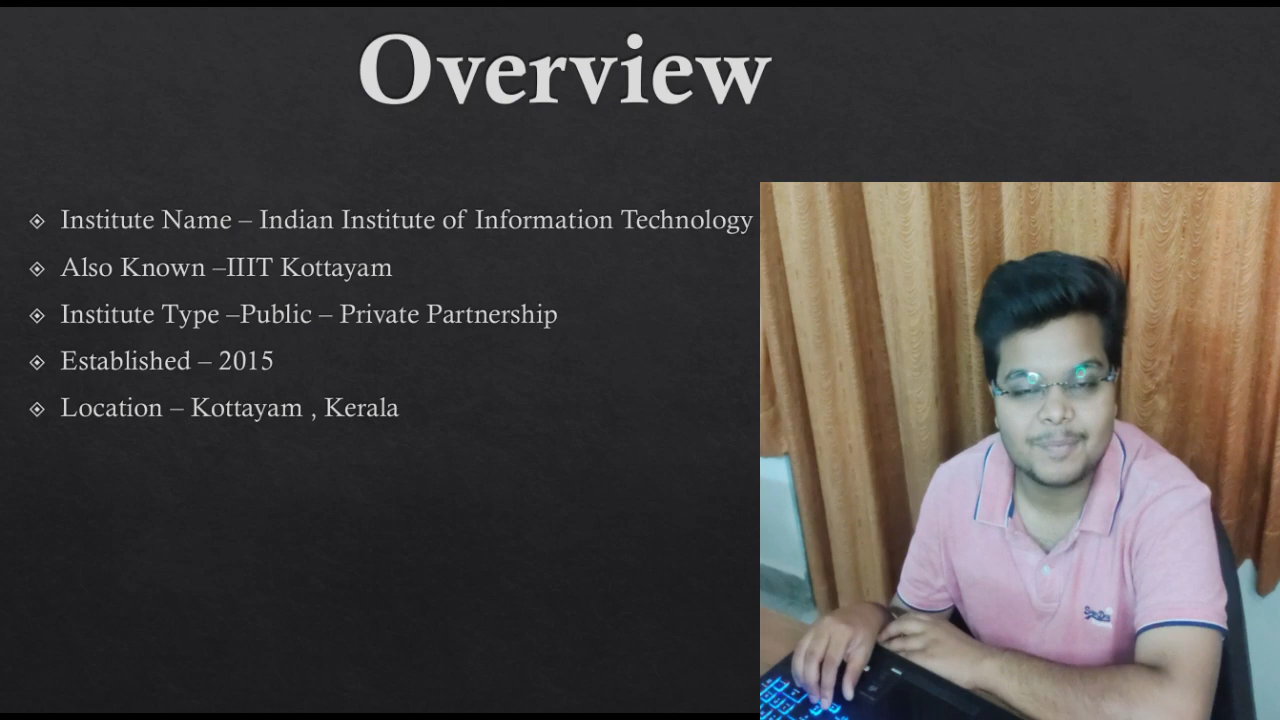 Overview
Institute Name – Indian Institute of Information Technology
Also Known –IIIT Kottayam
Institute Type –Public – Private Partnership
Established – 2015
Location – Kottayam , Kerala